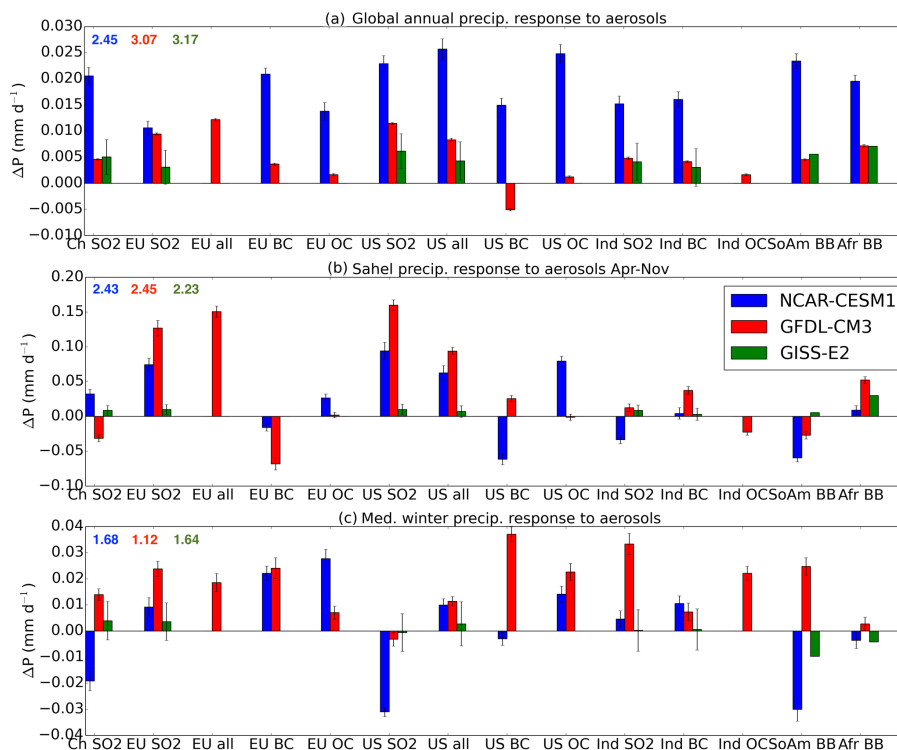 (a) Global annual precip. response to aerosols
2.45 3.07 3.17
0.030
0.025
0.020
0.015
0.010
0.005
0.000
−0.005
−0.010
ΔP (mm d⁻¹)
Ch SO2 EU SO2 EU all EU BC EU OC US SO2 US all US BC US OC Ind SO2 Ind BC Ind OC SoAm BB Afr BB
(b) Sahel precip. response to aerosols Apr-Nov
2.43 2.45 2.23
0.20
0.15
0.10
0.05
0.00
−0.05
−0.10
ΔP (mm d⁻¹)
NCAR-CESM1
GFDL-CM3
GISS-E2
Ch SO2 EU SO2 EU all EU BC EU OC US SO2 US all US BC US OC Ind SO2 Ind BC Ind OC SoAm BB Afr BB
(c) Med. winter precip. response to aerosols
1.68 1.12 1.64
0.04
0.03
0.02
0.01
0.00
−0.01
−0.02
−0.03
−0.04
ΔP (mm d⁻¹)
Ch SO2 EU SO2 EU all EU BC EU OC US SO2 US all US BC US OC Ind SO2 Ind BC Ind OC SoAm BB Afr BB